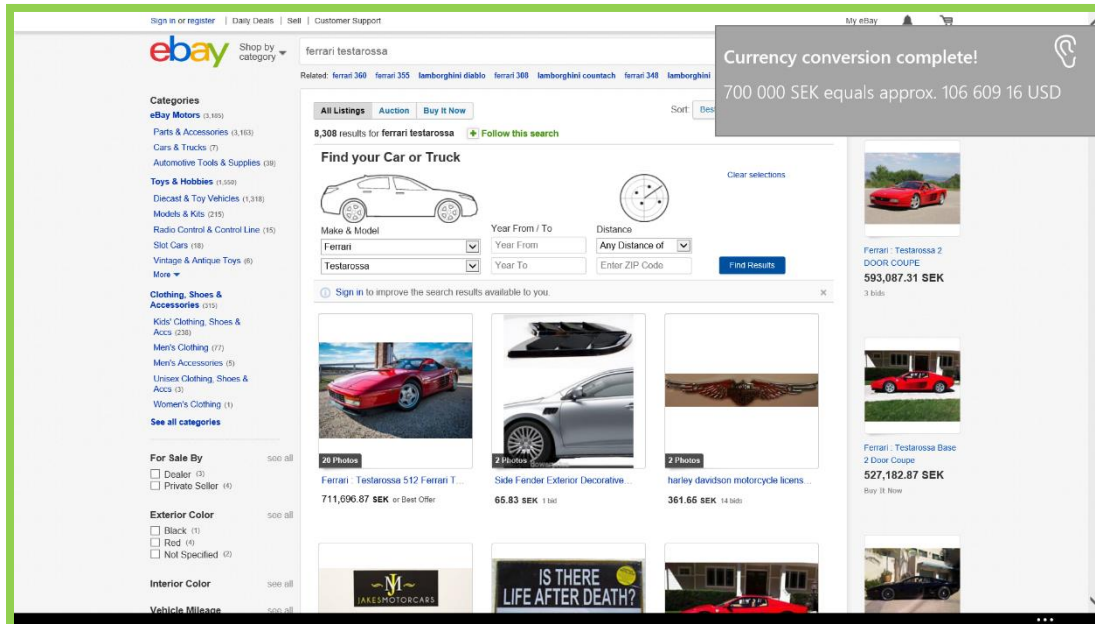 Sign in or register | Daily Deals | Sell | Customer Support
My eBay
ebay
Shop by
category
ferrari testarossa
Currency conversion complete!
700 000 SEK equals approx. 106 609 16 USD
Related: ferrari 360 ferrari 355 lamborghini diablo ferrari 308 lamborghini countach ferrari 348 lamborghini
Categories
eBay Motors (3,185)
Parts & Accessories (3,163)
Cars & Trucks (7)
Automotive Tools & Supplies (39)
Toys & Hobbies (1,550)
Diecast & Toy Vehicles (1,318)
Models & Kits (215)
Radio Control & Control Line (15)
Slot Cars (18)
Vintage & Antique Toys (6)
More
Clothing, Shoes &
Accessories (315)
Kids' Clothing, Shoes &
Accs (238)
Men's Clothing (77)
Men's Accessories (5)
Unisex Clothing, Shoes &
Accs (3)
Women's Clothing (1)
See all categories
For Sale By see all
Dealer (3)
Private Seller (4)
Exterior Color see all
Black (1)
Red (4)
Not Specified (2)
Interior Color see all
Vehicle Mileage see all
All Listings Auction Buy It Now
Sort: Best
8,308 results for ferrari testarossa + Follow this search
Find your Car or Truck
Clear selections
Make & Model
Year From / To
Distance
Ferrari
Year From
Any Distance of
Testarossa
Year To
Enter ZIP Code
Find Results
Sign in to improve the search results available to you.
20 Photos
Ferrari : Testarossa 512 Ferrari T...
711,696.87 SEK or Best Offer
2 Photos
Side Fender Exterior Decorative...
65.83 SEK 1 bid
2 Photos
harley davidson motorcycle licens...
361.65 SEK 14 bids
JM
JAKES MOTORCARS
IS THERE
LIFE AFTER DEATH?
Ferrari : Testarossa 2
DOOR COUPE
593,087.31 SEK
3 bids
Ferrari : Testarossa Base
2 Door Coupe
527,182.87 SEK
Buy It Now